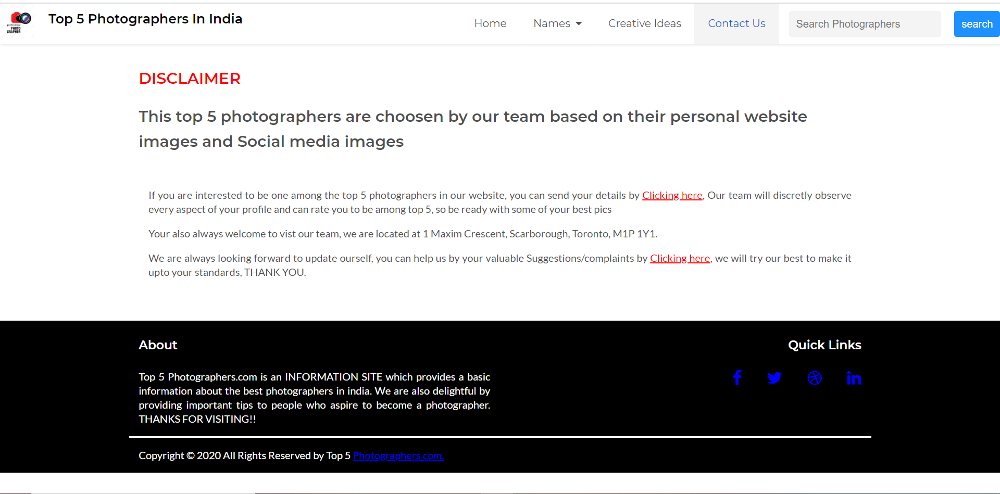 professional
PHOTO
GRAPHER
Top 5 Photographers In India
Home
Names
Creative Ideas
Contact Us
Search Photographers
search
DISCLAIMER
This top 5 photographers are choosen by our team based on their personal website
images and Social media images
If you are interested to be one among the top 5 photographers in our website, you can send your details by Clicking here, Our team will discretly observe
every aspect of your profile and can rate you to be among top 5, so be ready with some of your best pics
Your also always welcome to vist our team, we are located at 1 Maxim Crescent, Scarborough, Toronto, M1P 1Y1.
We are always looking forward to update ourself, you can help us by your valuable Suggestions/complaints by Clicking here, we will try our best to make it
upto your standards, THANK YOU.
About
Quick Links
Top 5 Photographers.com is an INFORMATION SITE which provides a basic
information about the best photographers in india. We are also delightful by
providing important tips to people who aspire to become a photographer.
THANKS FOR VISITING!!
Copyright © 2020 All Rights Reserved by Top 5 Photographers.com.